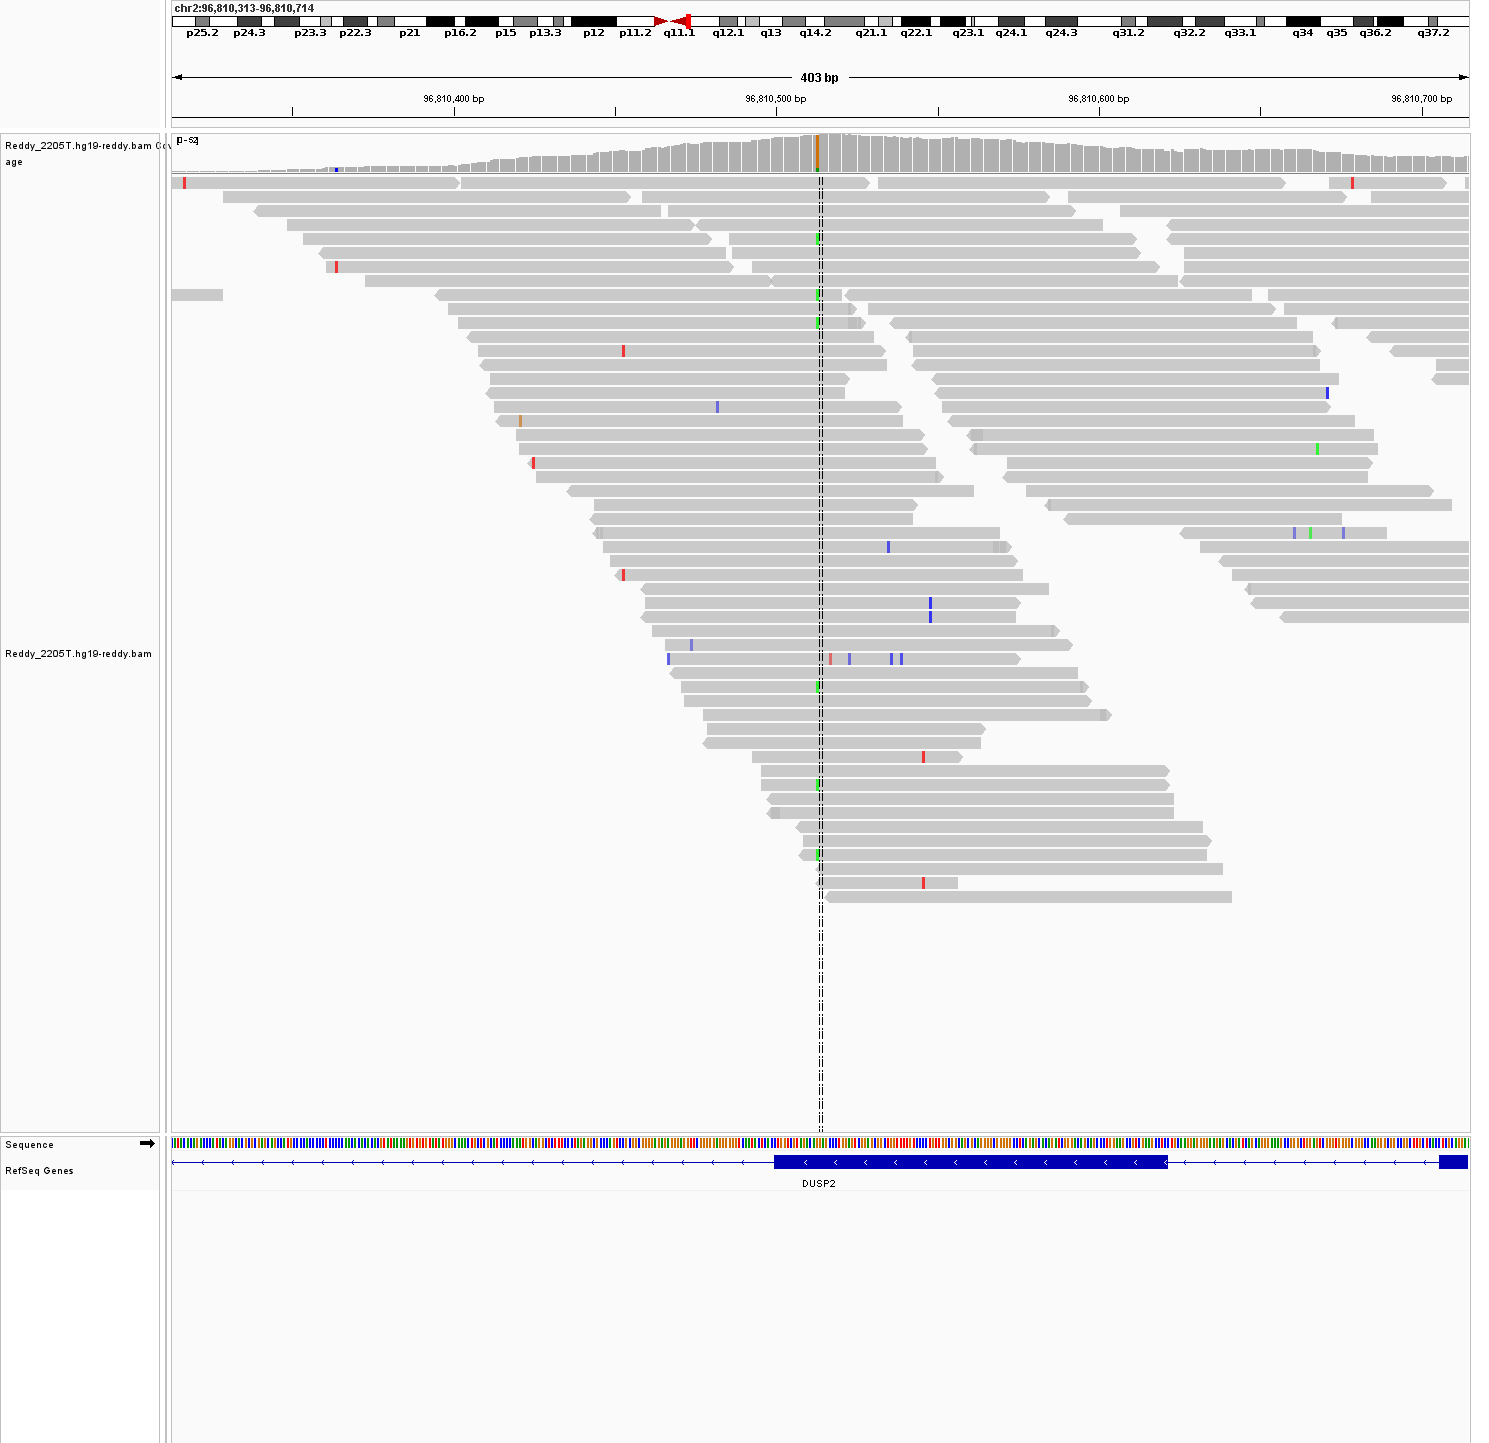 chr2:96,810,313-96,810,714
p25.2 p24.3 p23.3 p22.3 p21 p16.2 p15 p13.3 p12 p11.2 q11.1 q12.1 q13 q14.2 q21.1 q22.1 q23.1 q24.1 q24.3 q31.2 q32.2 q33.1 q34 q35 q36.2 q37.2
403 bp
96,810,400 bp 96,810,500 bp 96,810,600 bp 96,810,700 bp
[0-52]
Reddy_2205T.hg19-reddy.bam Cov
age
Reddy_2205T.hg19-reddy.bam
Sequence
RefSeq Genes
DUSP2